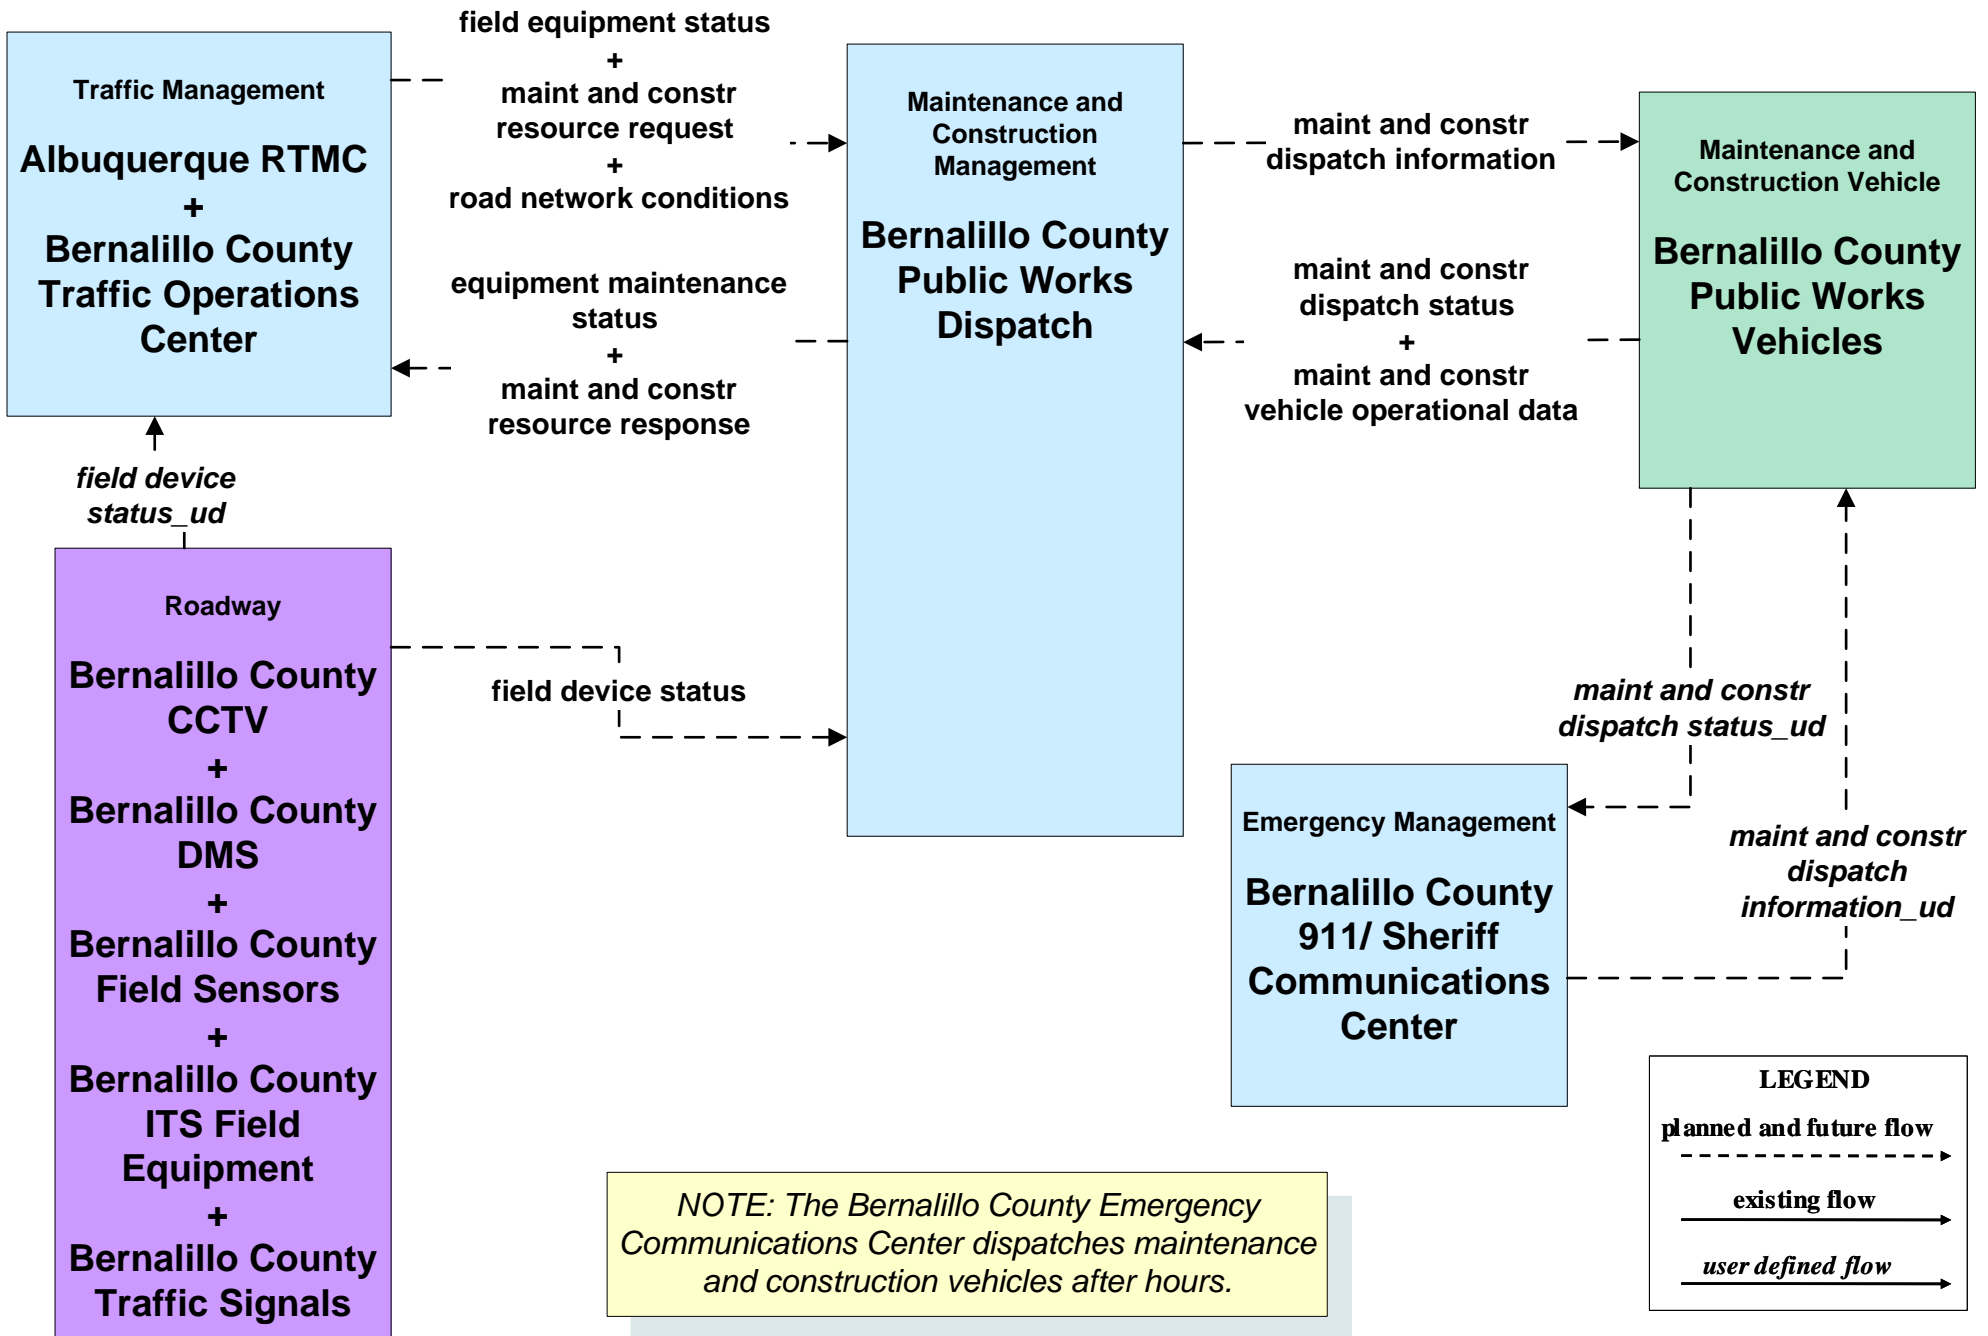 Traffic Management
Albuquerque RTMC
+
Bernalillo County
Traffic Operations
Center
field equipment status
+
maint and constr
resource request
+
road network conditions
equipment maintenance
status
+
maint and constr
resource response
Maintenance and
Construction
Management
Bernalillo County
Public Works
Dispatch
maint and constr
dispatch information
maint and constr
dispatch status
+
maint and constr
vehicle operational data
Maintenance and
Construction Vehicle
Bernalillo County
Public Works
Vehicles
field device
status_ud
Roadway
Bernalillo County
CCTV
+
Bernalillo County
DMS
+
Bernalillo County
Field Sensors
+
Bernalillo County
ITS Field
Equipment
+
Bernalillo County
Traffic Signals
field device status
maint and constr
dispatch status_ud
maint and constr
dispatch
information_ud
Emergency Management
Bernalillo County
911/ Sheriff
Communications
Center
NOTE: The Bernalillo County Emergency
Communications Center dispatches maintenance
and construction vehicles after hours.
LEGEND
planned and future flow
existing flow
user defined flow